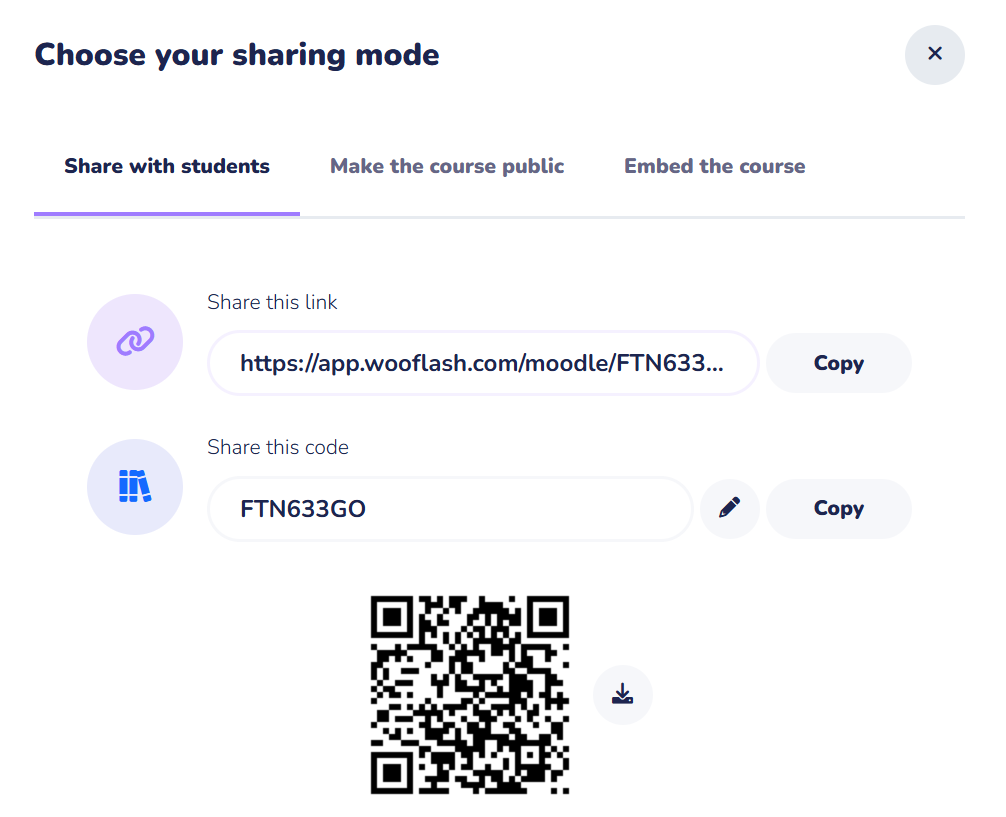 Choose your sharing mode
Share with students Make the course public Embed the course
Share this link
https://app.wooflash.com/moodle/FTN633... Copy
Share this code
FTN633GO Copy